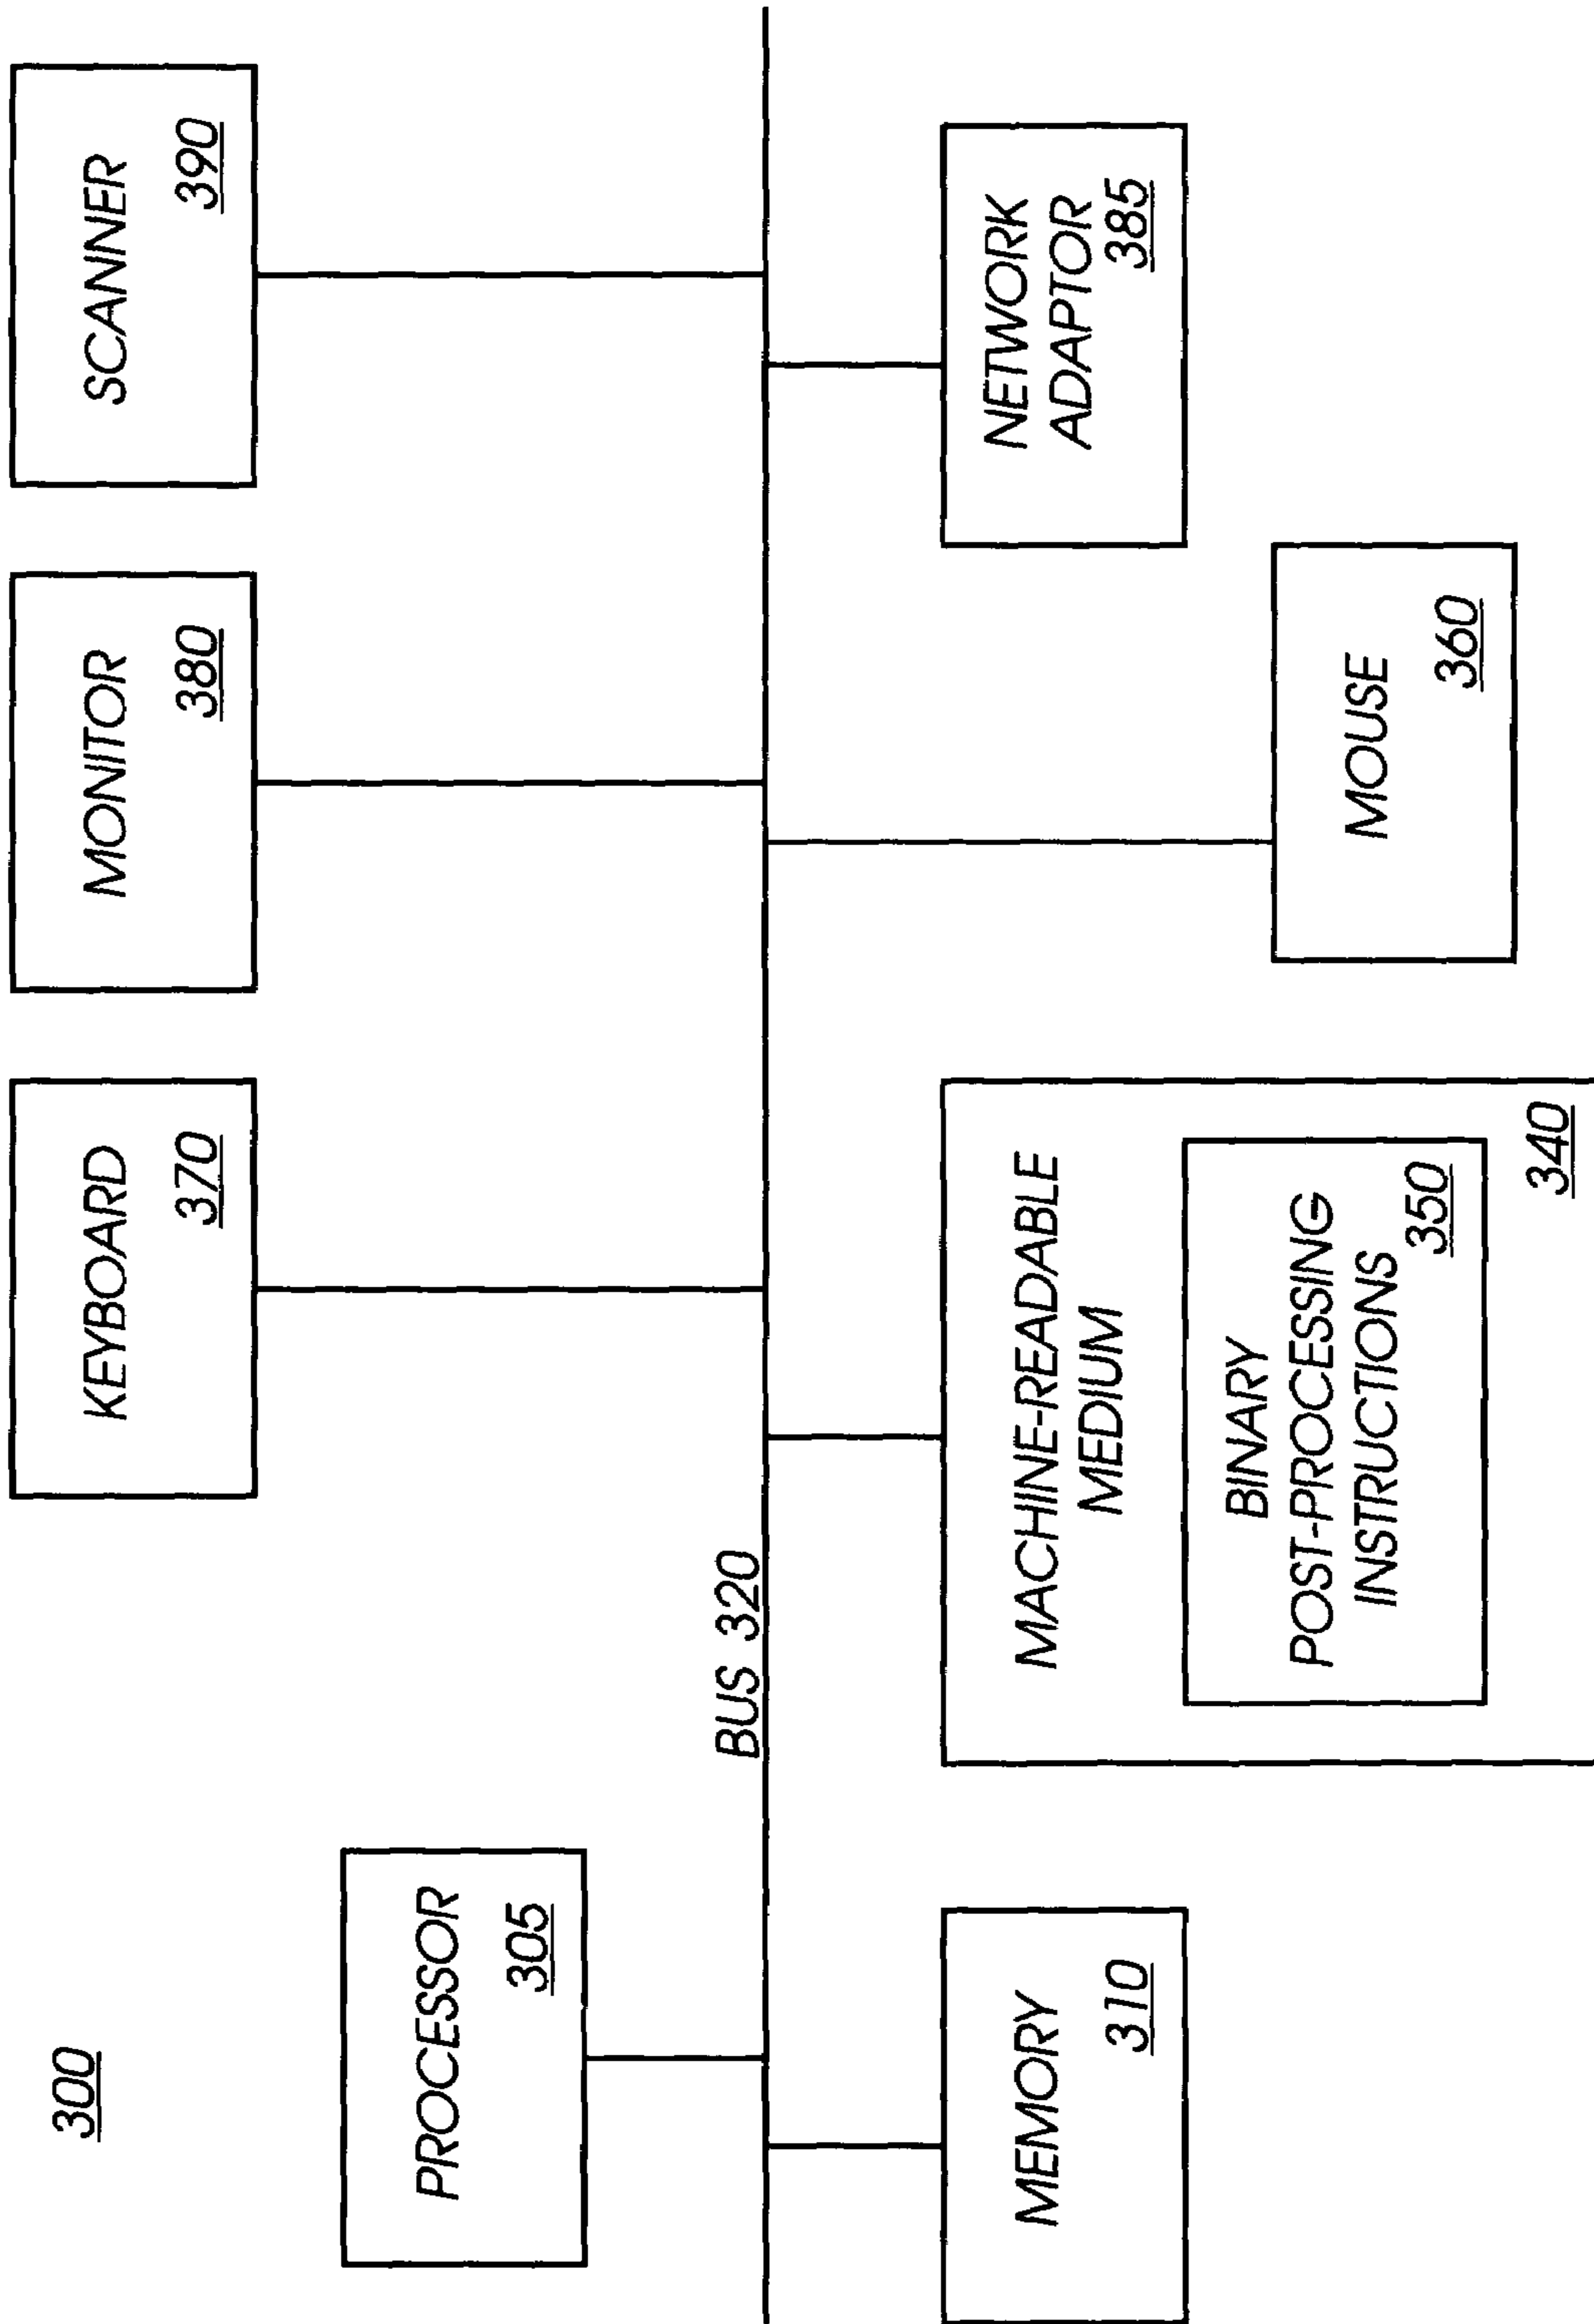 300
PROCESSOR
305
KEYBOARD
370
MONITOR
380
SCANNER
390
BUS 320
MEMORY
310
MACHINE-READABLE
MEDIUM
BINARY
POST-PROCESSING
INSTRUCTIONS
350
340
MOUSE
360
NETWORK
ADAPTOR
385